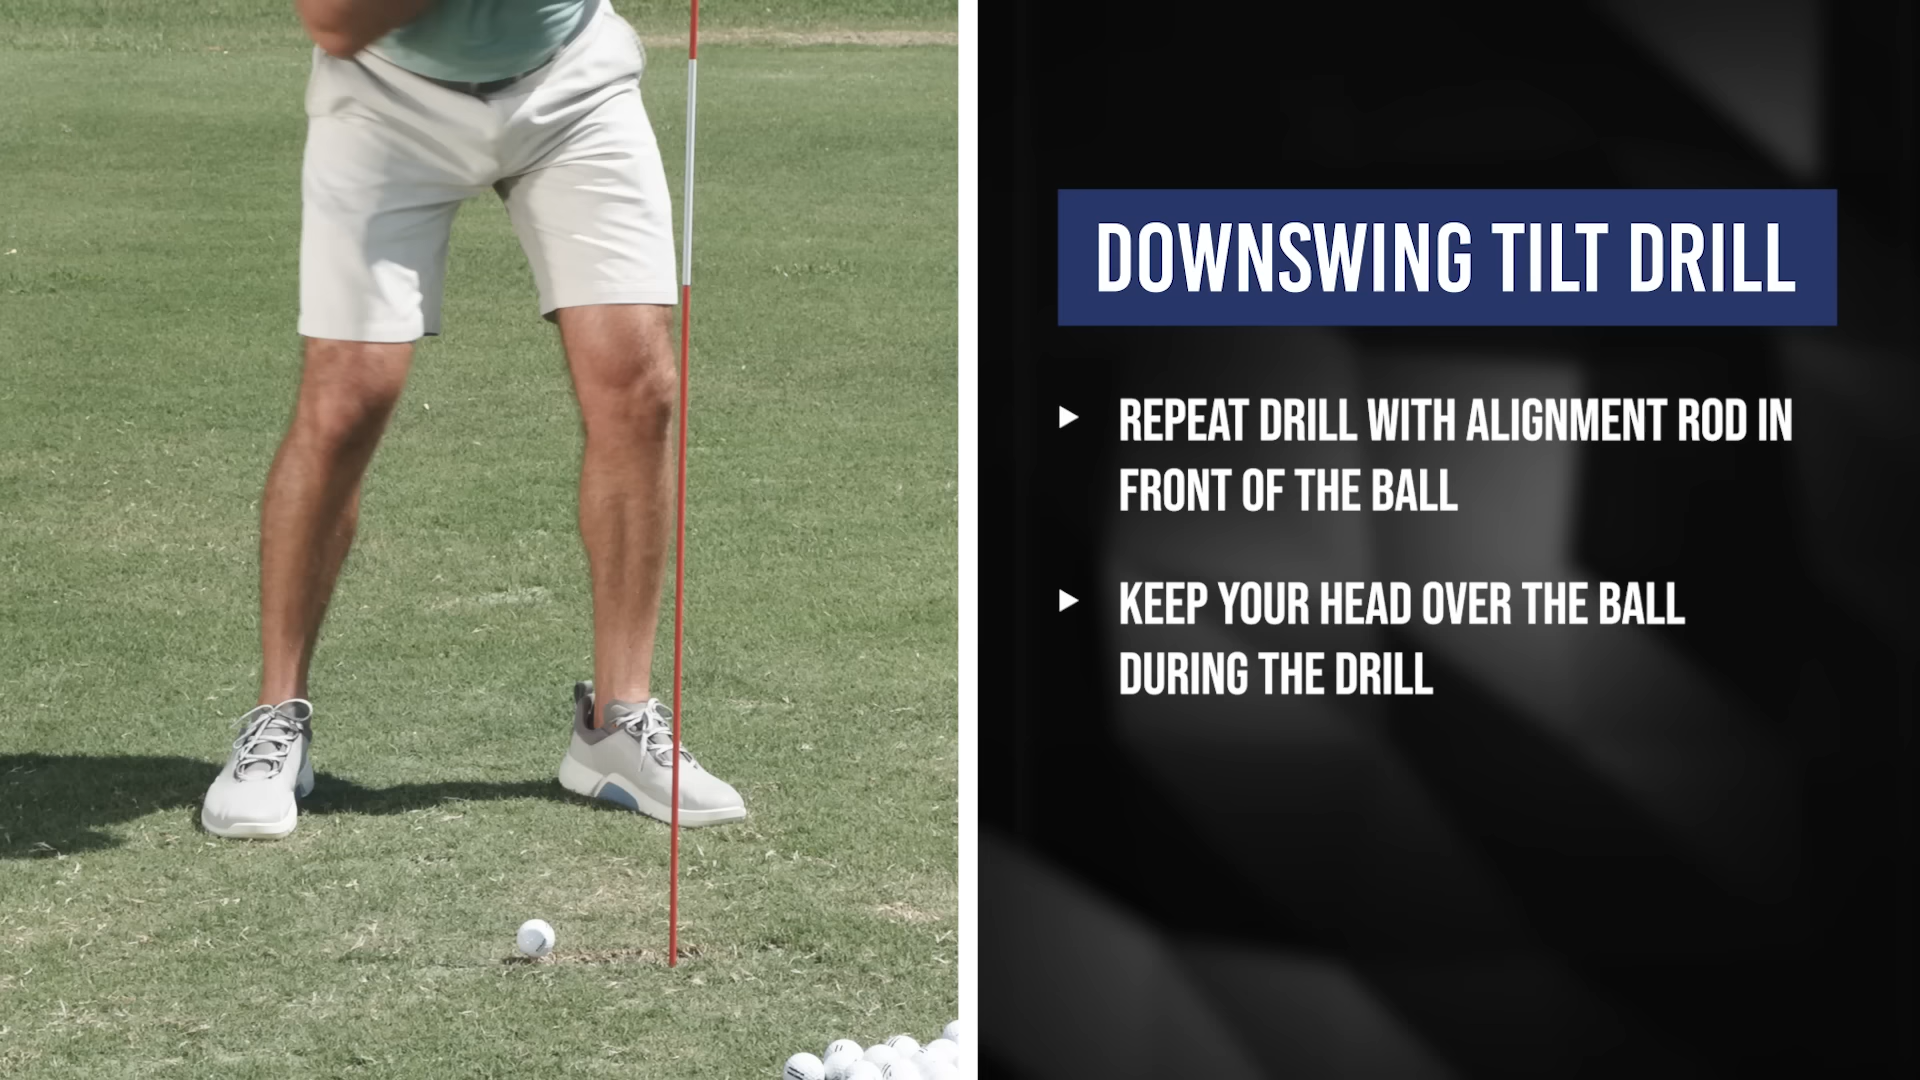 DOWNSWING TILT DRILL
REPEAT DRILL WITH ALIGNMENT ROD IN
FRONT OF THE BALL
KEEP YOUR HEAD OVER THE BALL
DURING THE DRILL